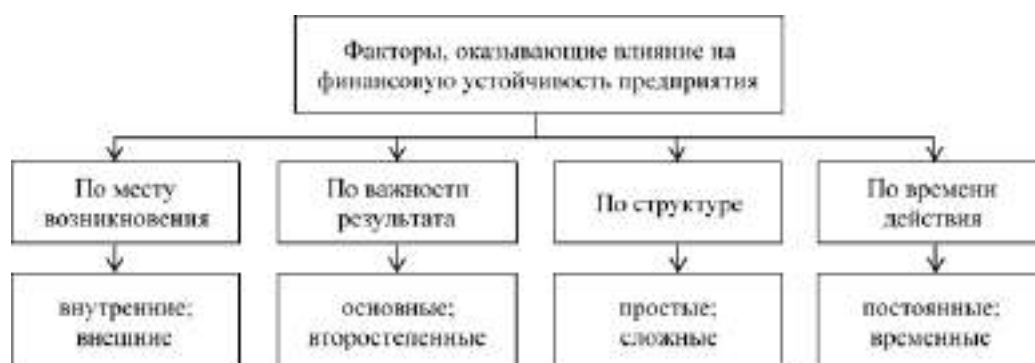 Факторы, оказывающие влияние на
финансовую устойчивость предприятия
По месту
возникновения
По важности
результата
По структуре
По времени
действия
внутренние;
внешние
основные;
второстепенные
простые;
сложные
постоянные;
временные